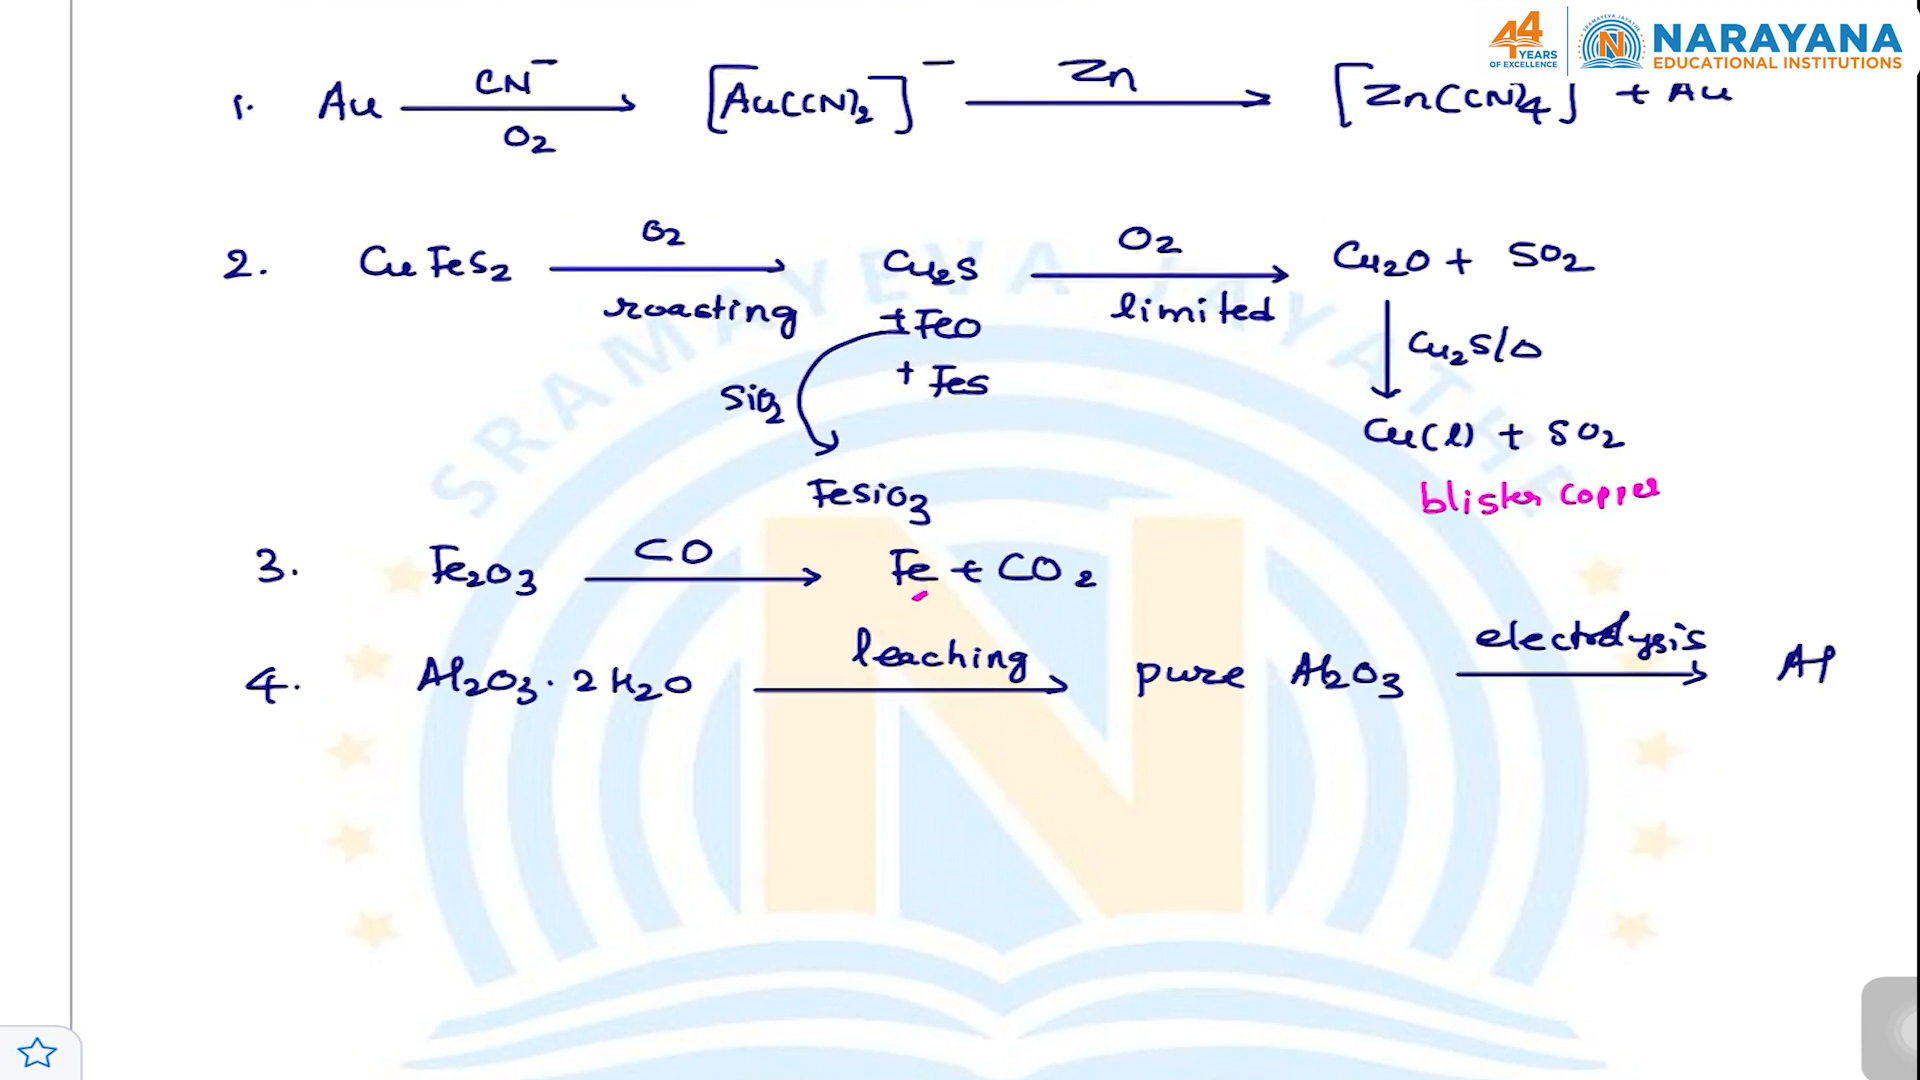 44 YEARS OF EXCELLENCE
NARAYANA
EDUCATIONAL INSTITUTIONS
1. Au CN⁻ O₂ → [Au(CN)₂]⁻ Zn → [Zn(CN)₄] + Au
2. CuFeS₂ O₂ roasting → Cu₂S + FeO + FeS O₂ limited → Cu₂O + SO₂
SiO₂
FeSiO₃
Cu₂S/Δ
Cu(l) + SO₂
blister copper
3. Fe₂O₃ CO → Fe + CO₂
4. Al₂O₃·2H₂O leaching → pure Al₂O₃ electrolysis → Al
SRAMAYEVA JAYATHE
N